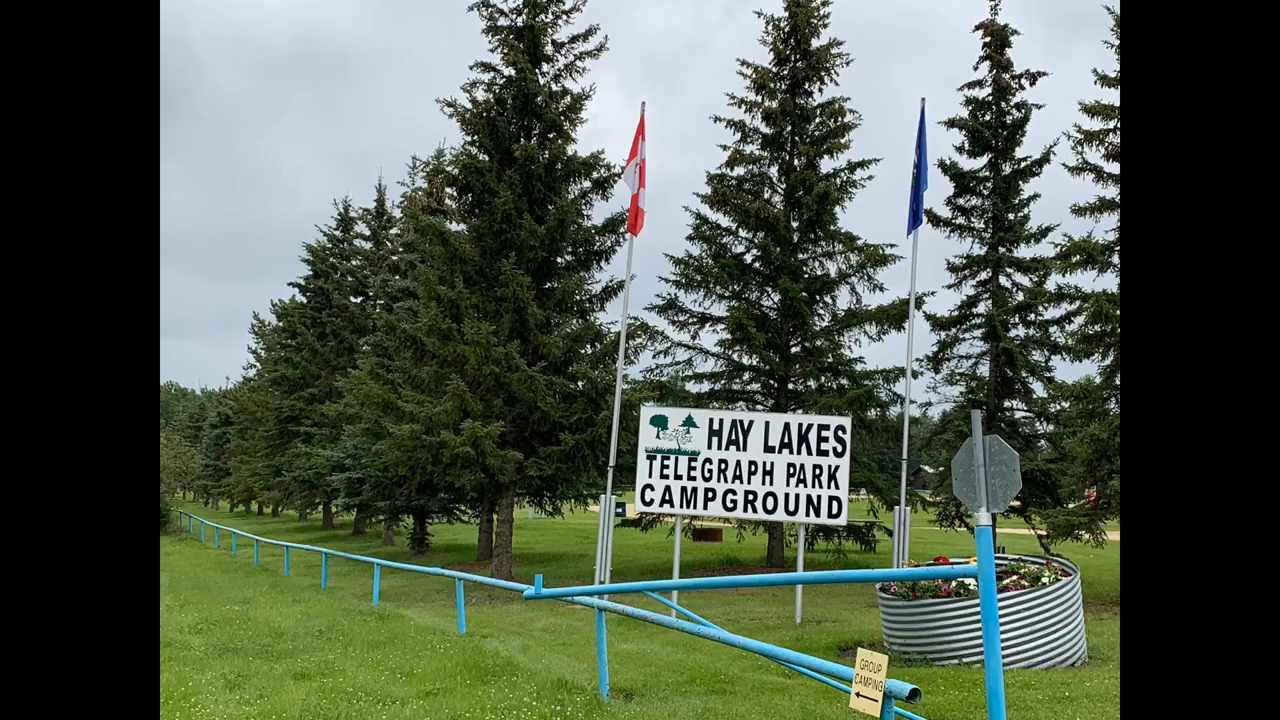 HAY LAKES
TELEGRAPH PARK
CAMPGROUND
GROUP
CAMPING